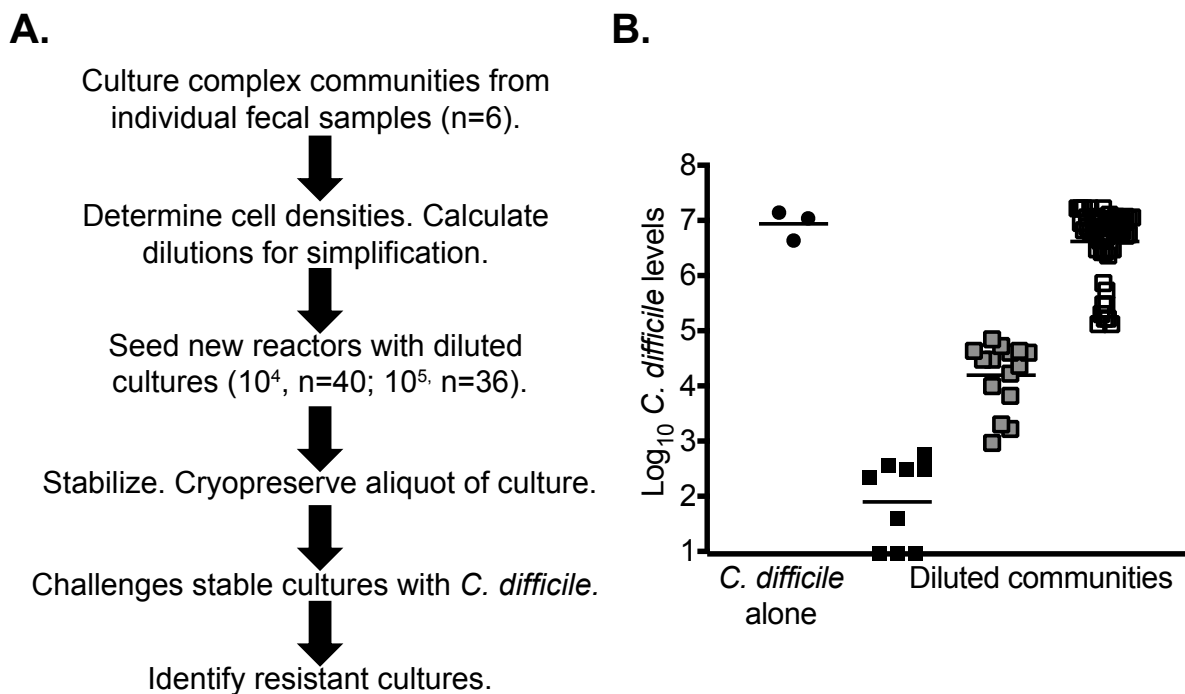 A.
Culture complex communities from
individual fecal samples (n=6).
Determine cell densities. Calculate
dilutions for simplification.
Seed new reactors with diluted
cultures (10⁴, n=40; 10⁵, n=36).
Stabilize. Cryopreserve aliquot of culture.
Challenges stable cultures with C. difficile.
Identify resistant cultures.
B.
Log₁₀ C. difficile levels
8
7
6
5
4
3
2
1
C. difficile
alone
Diluted communities